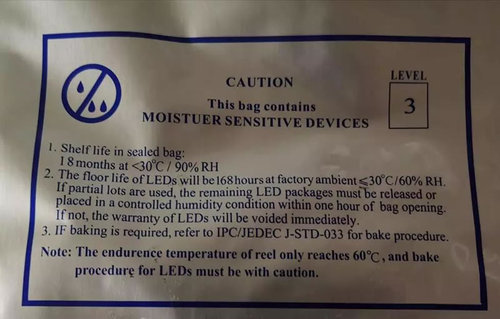 CAUTION
LEVEL
This bag contains
3
MOISTUER SENSITIVE DEVICES
1. Shelf life in sealed bag:
18 months at <30℃ / 90% RH
2. The floor life of LEDs will be 168 hours at factory ambient ≤30℃/60% RH.
If partial lots are used, the remaining LED packages must be released or
placed in a controlled humidity condition within one hour of bag opening.
If not, the warranty of LEDs will be voided immediately.
3. IF baking is required, refer to IPC/JEDEC J-STD-033 for bake procedure.
Note: The endurence temperature of reel only reaches 60℃, and bake
procedure for LEDs must be with caution.